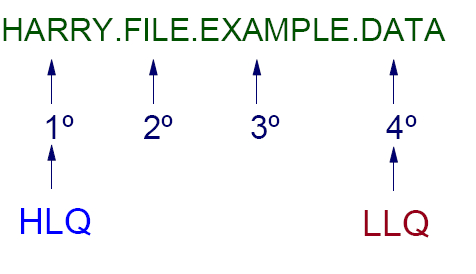 HARRY.FILE.EXAMPLE.DATA
1º 2º 3º 4º
HLQ LLQ